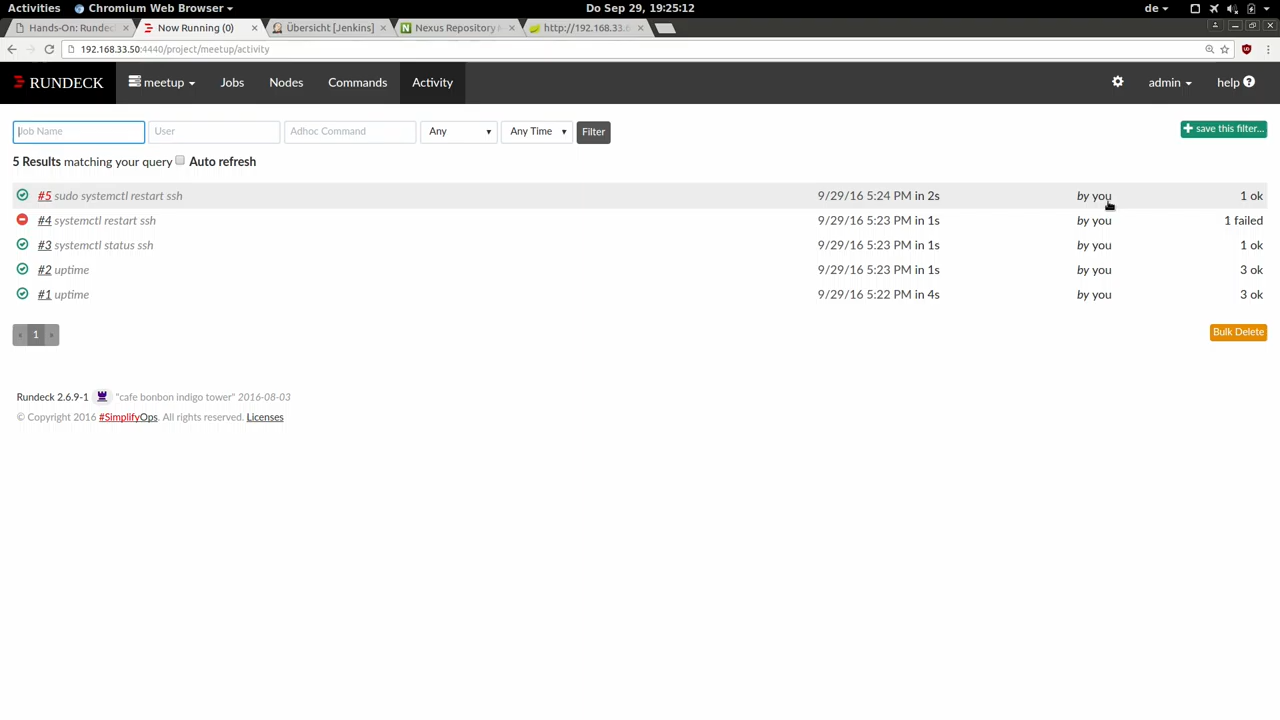 Activities Chromium Web Browser Do Sep 29, 19:25:12 de
Hands-On: Rundec Now Running (0) Übersicht [Jenkins] Nexus Repository http://192.168.33.
192.168.33.50:4440/project/meetup/activity
RUNDECK meetup Jobs Nodes Commands Activity admin help
Job Name User Adhoc Command Any Any Time Filter save this filter...
5 Results matching your query Auto refresh
#5 sudo systemctl restart ssh 9/29/16 5:24 PM in 2s by you 1 ok
#4 systemctl restart ssh 9/29/16 5:23 PM in 1s by you 1 failed
#3 systemctl status ssh 9/29/16 5:23 PM in 1s by you 1 ok
#2 uptime 9/29/16 5:23 PM in 1s by you 3 ok
#1 uptime 9/29/16 5:22 PM in 4s by you 3 ok
« 1 » Bulk Delete
Rundeck 2.6.9-1 "cafe bonbon indigo tower" 2016-08-03
© Copyright 2016 #SimplifyOps. All rights reserved. Licenses